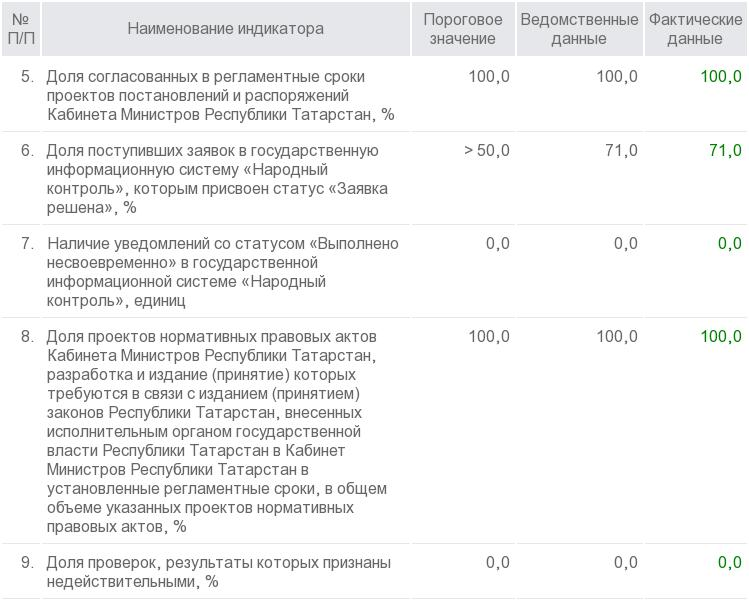 № П/П Наименование индикатора Пороговое значение Ведомственные данные Фактические данные
5. Доля согласованных в регламентные сроки 100,0 100,0 100,0
проектов постановлений и распоряжений
Кабинета Министров Республики Татарстан, %
6. Доля поступивших заявок в государственную > 50,0 71,0 71,0
информационную систему «Народный
контроль», которым присвоен статус «Заявка
решена», %
7. Наличие уведомлений со статусом «Выполнено 0,0 0,0 0,0
несвоевременно» в государственной
информационной системе «Народный
контроль», единиц
8. Доля проектов нормативных правовых актов 100,0 100,0 100,0
Кабинета Министров Республики Татарстан,
разработка и издание (принятие) которых
требуются в связи с изданием (принятием)
законов Республики Татарстан, внесенных
исполнительным органом государственной
власти Республики Татарстан в Кабинет
Министров Республики Татарстан в
установленные регламентные сроки, в общем
объеме указанных проектов нормативных
правовых актов, %
9. Доля проверок, результаты которых признаны 0,0 0,0 0,0
недействительными, %